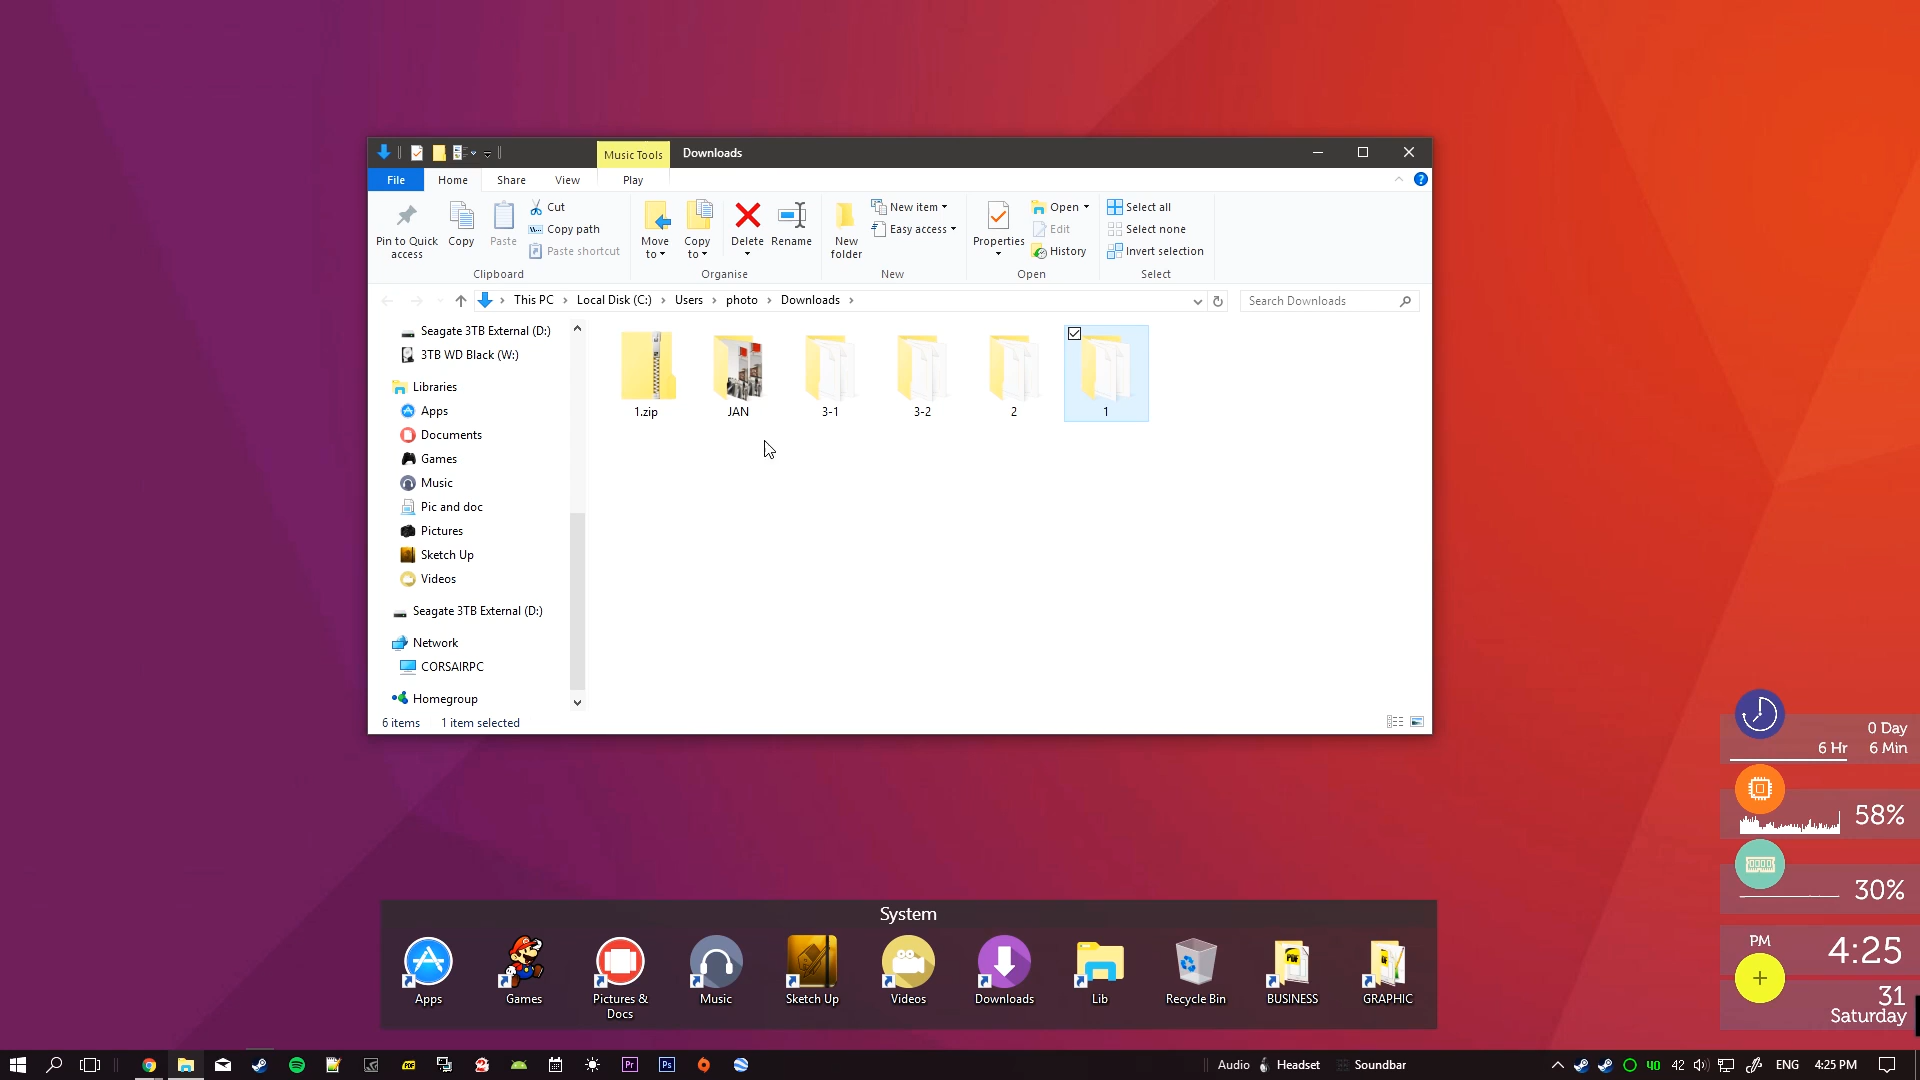 Music Tools
Downloads
File
Home
Share
View
Play
Pin to Quick access
Copy
Paste
Cut
Copy path
Paste shortcut
Clipboard
Move to
Copy to
Delete
Rename
Organise
New folder
New item
Easy access
New
Properties
Open
Edit
History
Open
Select all
Select none
Invert selection
Select
This PC > Local Disk (C:) > Users > photo > Downloads >
Search Downloads
Seagate 3TB External (D:)
3TB WD Black (W:)
Libraries
Apps
Documents
Games
Music
Pic and doc
Pictures
Sketch Up
Videos
Seagate 3TB External (D:)
Network
CORSAIRPC
Homegroup
1.zip
JAN
3-1
3-2
2
1
6 items
1 item selected
0 Day
6 Hr 6 Min
58%
30%
PM
4:25
31
Saturday
System
Apps
Games
Pictures & Docs
Music
Sketch Up
Videos
Downloads
Lib
Recycle Bin
PDF
BUSINESS
GRAPHIC
Pr
Ps
Audio
Headset
Soundbar
40
42
ENG
4:25 PM